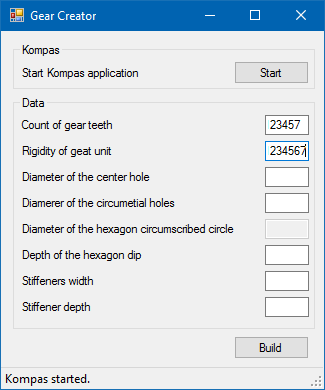 Gear Creator
Kompas
Start Kompas application Start
Data
Count of gear teeth 23457
Rigidity of geat unit 234567
Diameter of the center hole
Diamerer of the circumetial holes
Diameter of the hexagon circumscribed circle
Depth of the hexagon dip
Stiffeners width
Stiffener depth
Build
Kompas started.